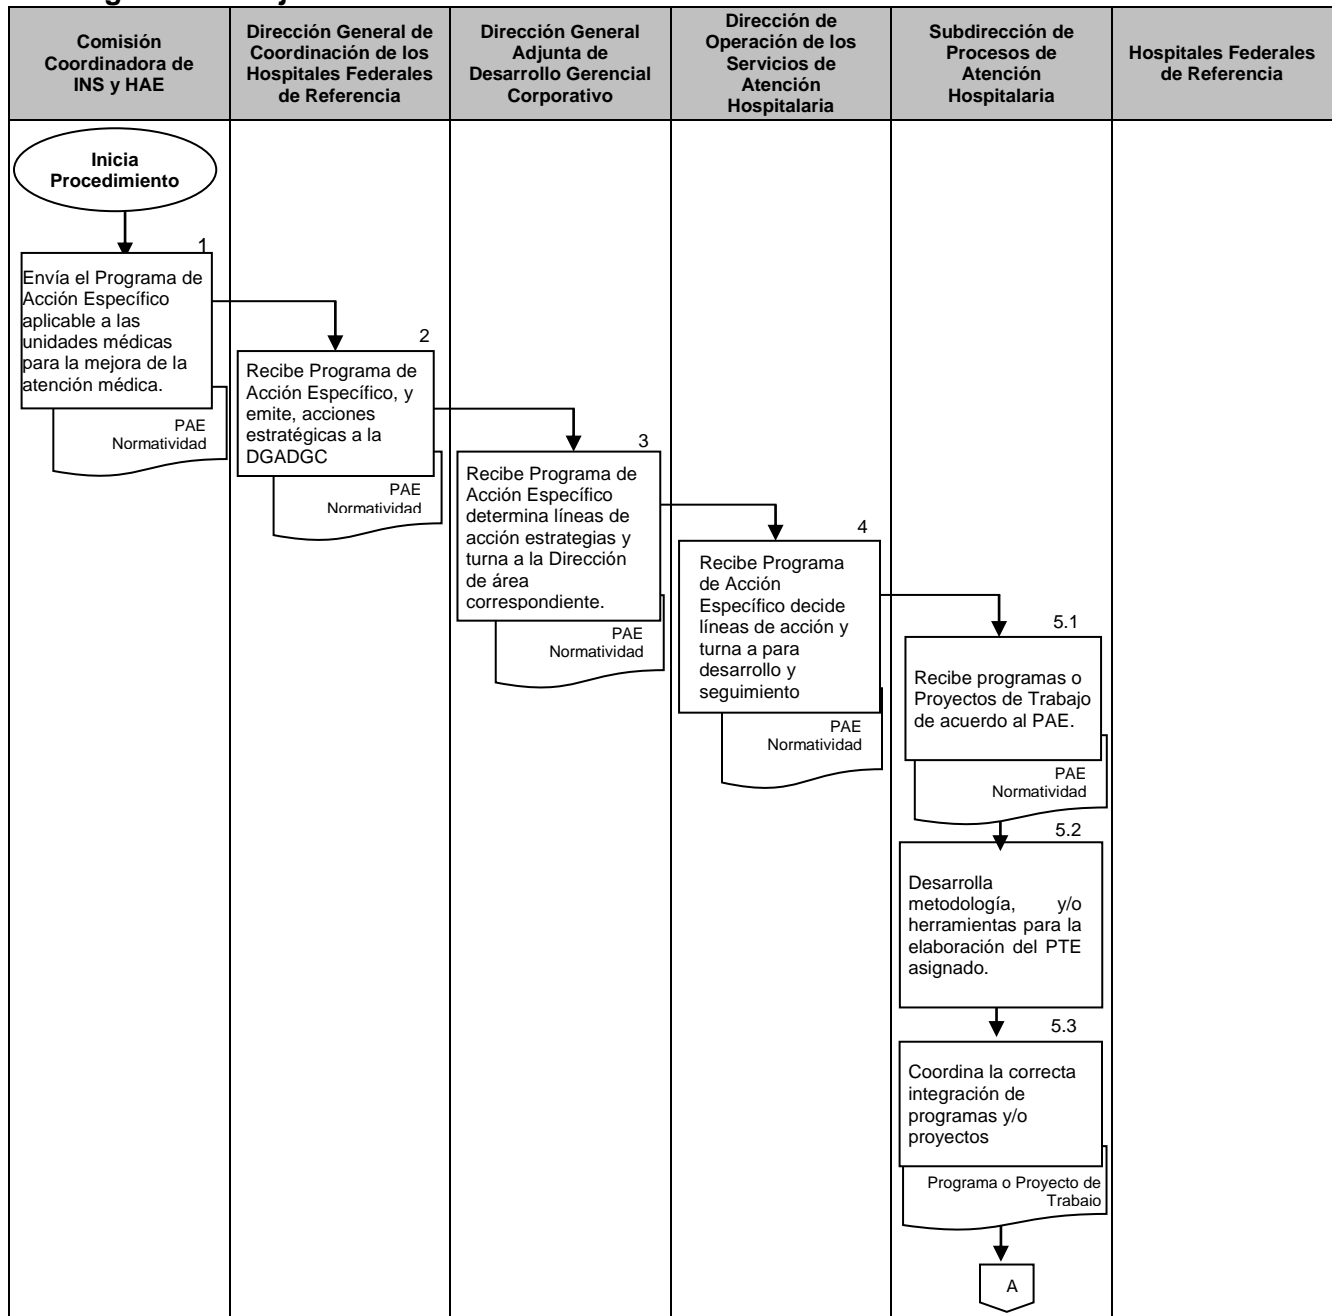 Comisión
Coordinadora de
INS y HAE
Dirección General de
Coordinación de los
Hospitales Federales
de Referencia
Dirección General
Adjunta de
Desarrollo Gerencial
Corporativo
Dirección de
Operación de los
Servicios de
Atención
Hospitalaria
Subdirección de
Procesos de
Atención
Hospitalaria
Hospitales Federales
de Referencia
Inicia
Procedimiento
1
Envía el Programa de
Acción Específico
aplicable a las
unidades médicas
para la mejora de la
atención médica.
PAE
Normatividad
2
Recibe Programa de
Acción Específico, y
emite, acciones
estratégicas a la
DGADGC
PAE
Normatividad
3
Recibe Programa de
Acción Específico
determina líneas de
acción estrategias y
turna a la Dirección
de área
correspondiente.
PAE
Normatividad
4
Recibe Programa
de Acción
Específico decide
líneas de acción y
turna a para
desarrollo y
seguimiento
PAE
Normatividad
5.1
Recibe programas o
Proyectos de Trabajo
de acuerdo al PAE.
PAE
Normatividad
5.2
Desarrolla
metodología, y/o
herramientas para la
elaboración del PTE
asignado.
5.3
Coordina la correcta
integración de
programas y/o
proyectos
Programa o Proyecto de
Trabajo
A